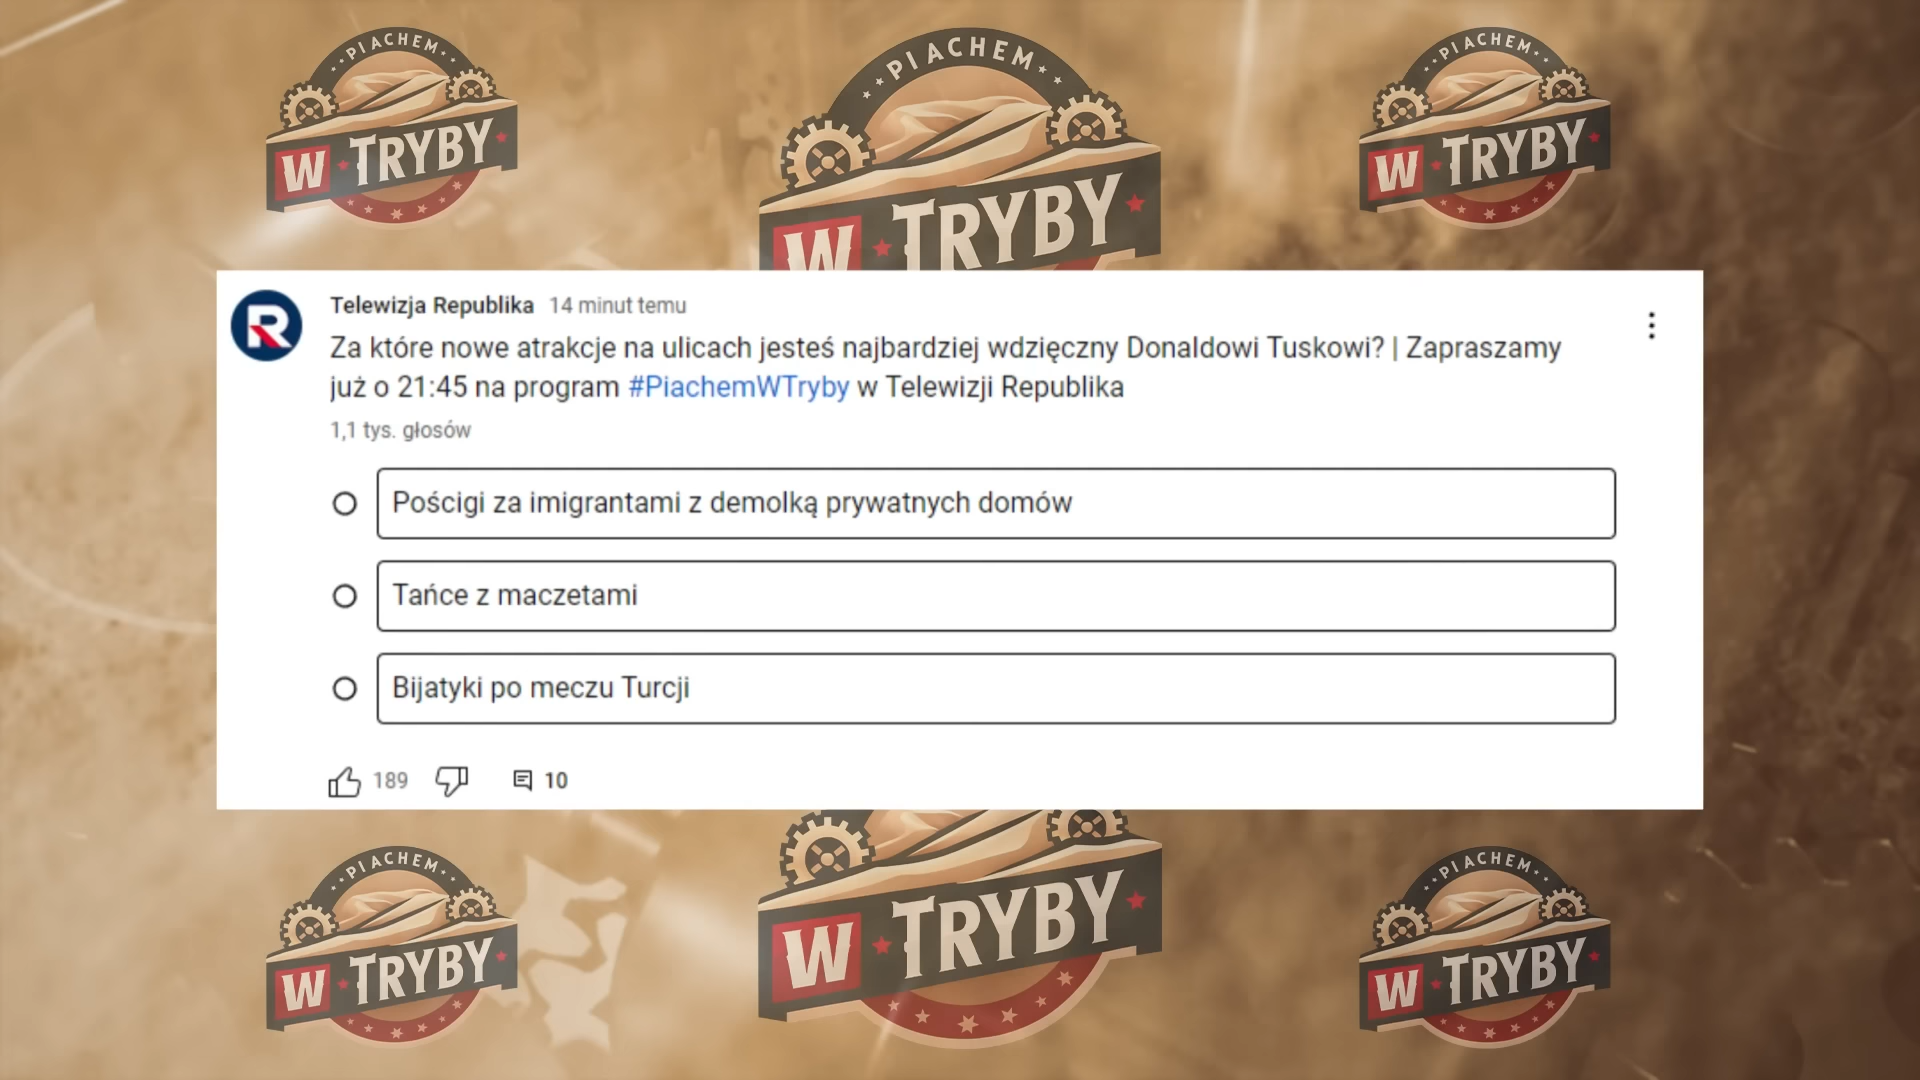 PIACHEM
W TRYBY
PIACHEM
W TRYBY
PIACHEM
W TRYBY
Telewizja Republika 14 minut temu
Za które nowe atrakcje na ulicach jesteś najbardziej wdzięczny Donaldowi Tuskowi? | Zapraszamy
już o 21:45 na program #PiachemWTryby w Telewizji Republika
1,1 tys. głosów
Pościgi za imigrantami z demolką prywatnych domów
Tańce z maczetami
Bijatyki po meczu Turcji
189 10
PIACHEM
W TRYBY
W TRYBY
PIACHEM
W TRYBY